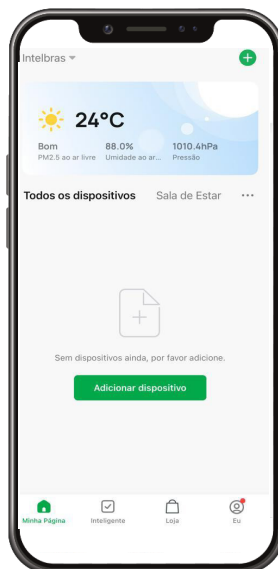 Intelbras
24°C
Bom 88.0% 1010.4hPa
PM2.5 ao ar livre Umidade ao ar... Pressão
Todos os dispositivos Sala de Estar ...
Sem dispositivos ainda, por favor adicione.
Adicionar dispositivo
Minha Página Inteligente Loja Eu